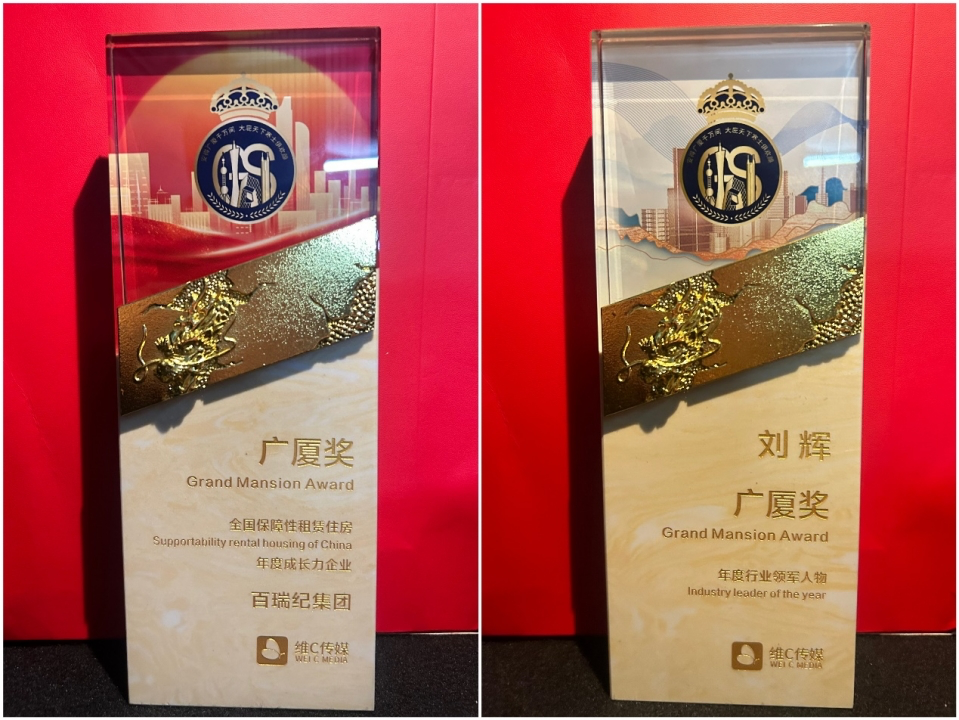 广厦奖
Grand Mansion Award
全国保障性租赁住房
Supportability rental housing of China
年度成长力企业
百瑞纪集团
维C传媒
WEI C MEDIA
刘辉
广厦奖
Grand Mansion Award
年度行业领军人物
Industry leader of the year
维C传媒
WEI C MEDIA